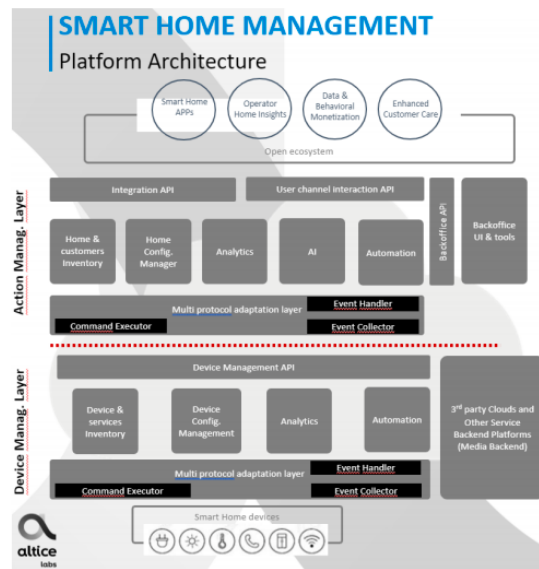 SMART HOME MANAGEMENT
Platform Architecture
Smart Home
APPs
Operator
Home Insights
Data &
Behavioral
Monetization
Enhanced
Customer Care
Open ecosystem
Action Manag. Layer
Integration API
User channel interaction API
Backoffice API
Backoffice
UI & tools
Home &
customers
Inventory
Home
Config.
Manager
Analytics
AI
Automation
Multi protocol adaptation layer
Event Handler
Command Executor
Event Collector
Device Manag. Layer
Device Management API
Device &
services
Inventory
Device
Config.
Management
Analytics
Automation
3rd party Clouds and
Other Service
Backend Platforms
(Media Backend)
Multi protocol adaptation layer
Event Handler
Command Executor
Event Collector
Smart Home devices
altice
labs